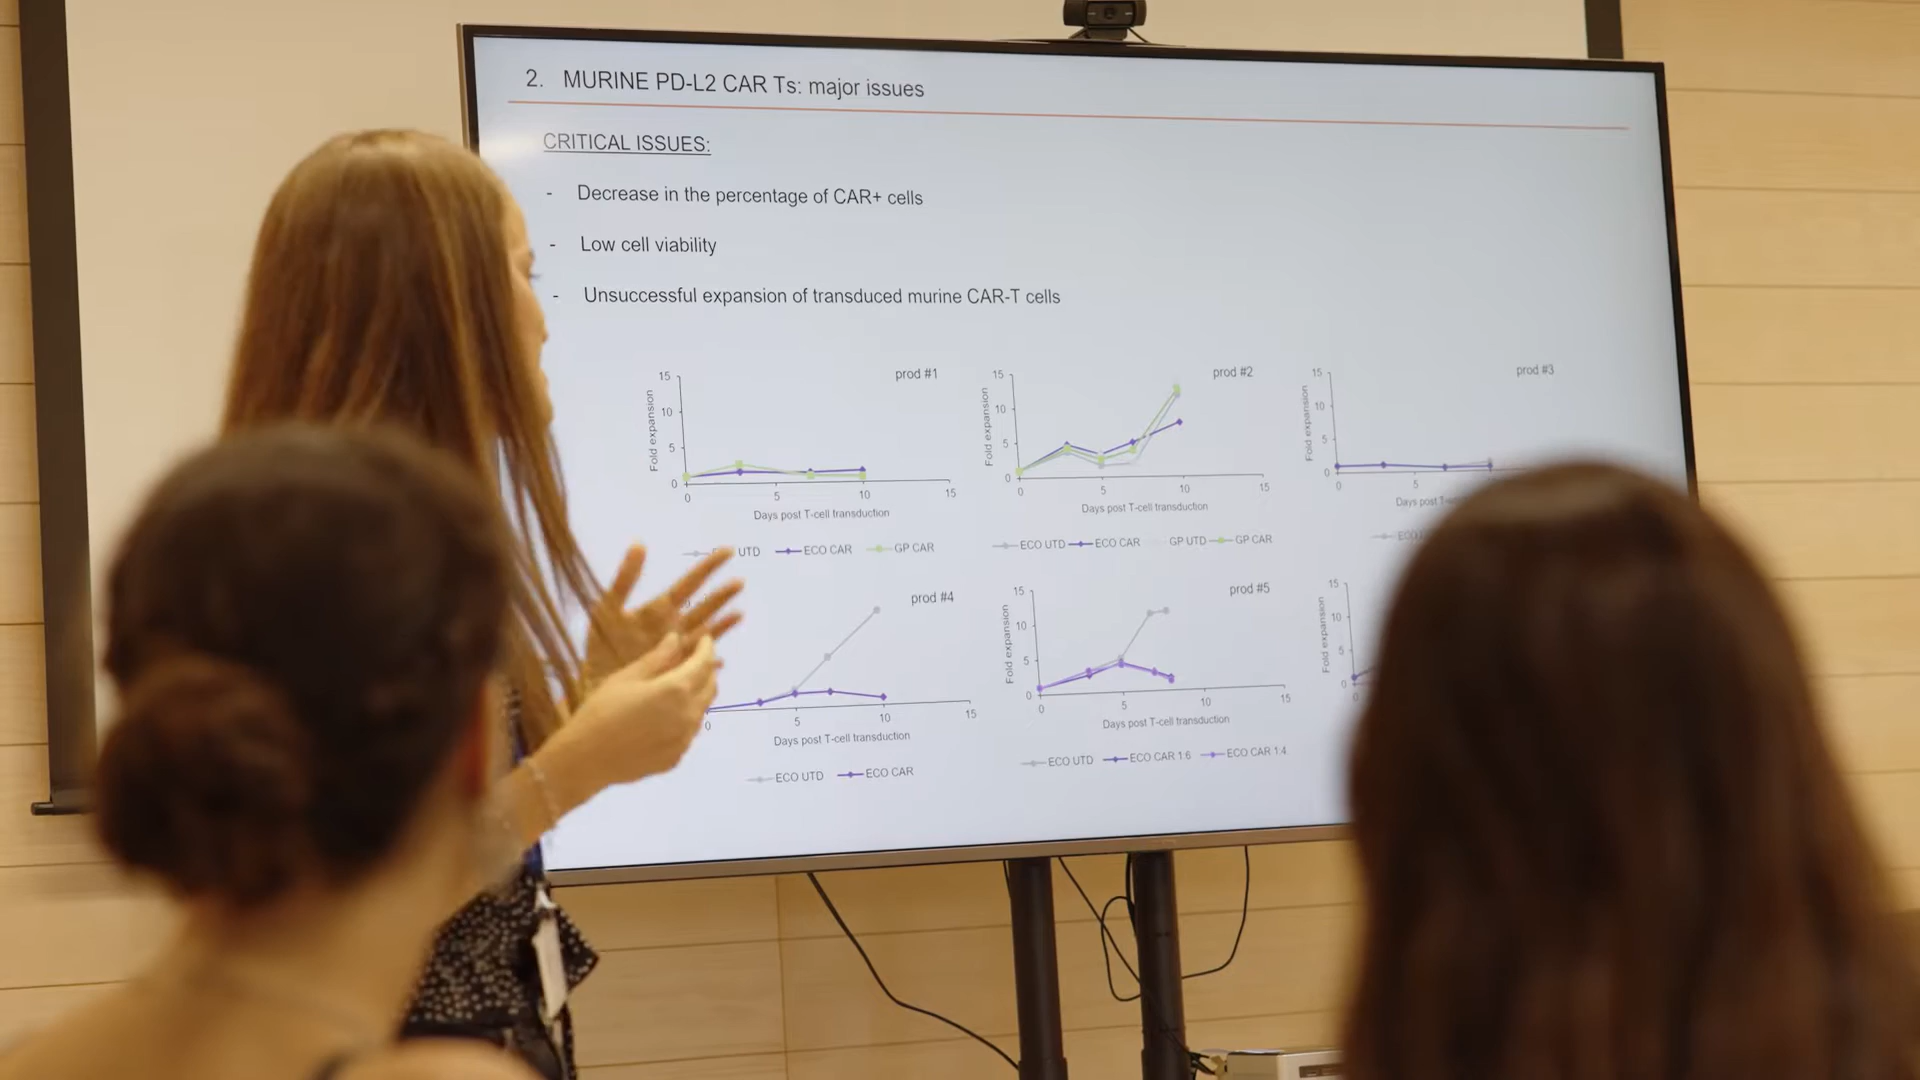 2. MURINE PD-L2 CAR Ts: major issues
CRITICAL ISSUES:
- Decrease in the percentage of CAR+ cells
- Low cell viability
- Unsuccessful expansion of transduced murine CAR-T cells
prod #1
Fold expansion
15
10
5
0
0 5 10 15
Days post T-cell transduction
UTD ECO CAR GP CAR
prod #2
Fold expansion
15
10
5
0
0 5 10 15
Days post T-cell transduction
ECO UTD ECO CAR GP UTD GP CAR
prod #3
Fold expansion
15
10
5
0
0 5
Days post
prod #4
0 5 10 15
Days post T-cell transduction
ECO UTD ECO CAR
prod #5
Fold expansion
15
10
5
0
0 5 10 15
Days post T-cell transduction
ECO UTD ECO CAR 1.6 ECO CAR 1.4
Fold expansion
15
10
5
0
0